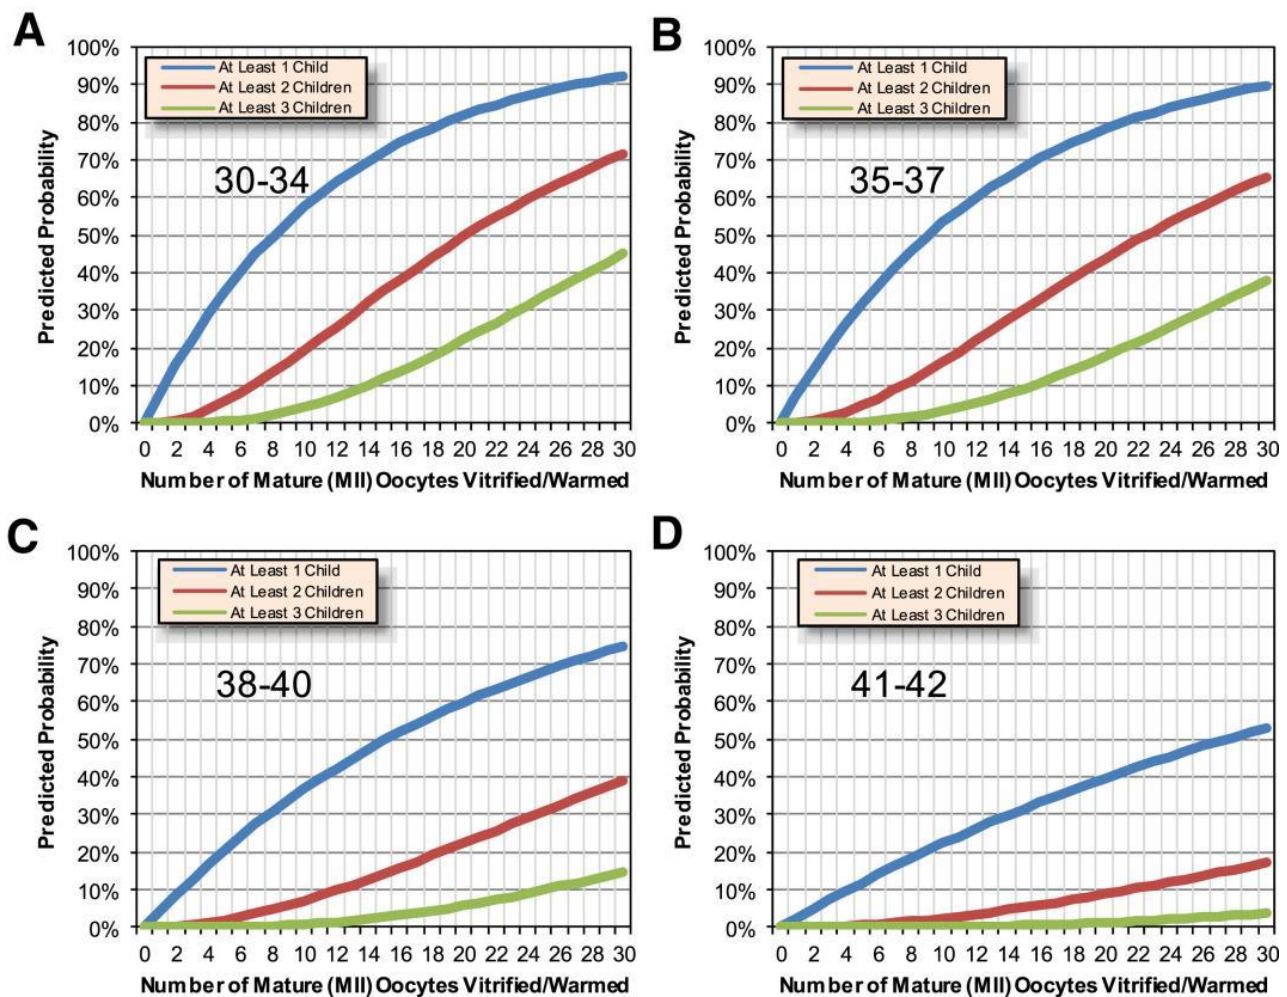 A
100%
90%
80%
70%
60%
50%
40%
30%
20%
10%
0%
Predicted Probability
At Least 1 Child
At Least 2 Children
At Least 3 Children
30-34
0 2 4 6 8 10 12 14 16 18 20 22 24 26 28 30
Number of Mature (MII) Oocytes Vitrified/Warmed
B
100%
90%
80%
70%
60%
50%
40%
30%
20%
10%
0%
Predicted Probability
At Least 1 Child
At Least 2 Children
At Least 3 Children
35-37
0 2 4 6 8 10 12 14 16 18 20 22 24 26 28 30
Number of Mature (MII) Oocytes Vitrified/Warmed
C
100%
90%
80%
70%
60%
50%
40%
30%
20%
10%
0%
Predicted Probability
At Least 1 Child
At Least 2 Children
At Least 3 Children
38-40
0 2 4 6 8 10 12 14 16 18 20 22 24 26 28 30
Number of Mature (MII) Oocytes Vitrified/Warmed
D
100%
90%
80%
70%
60%
50%
40%
30%
20%
10%
0%
Predicted Probability
At Least 1 Child
At Least 2 Children
At Least 3 Children
41-42
0 2 4 6 8 10 12 14 16 18 20 22 24 26 28 30
Number of Mature (MII) Oocytes Vitrified/Warmed